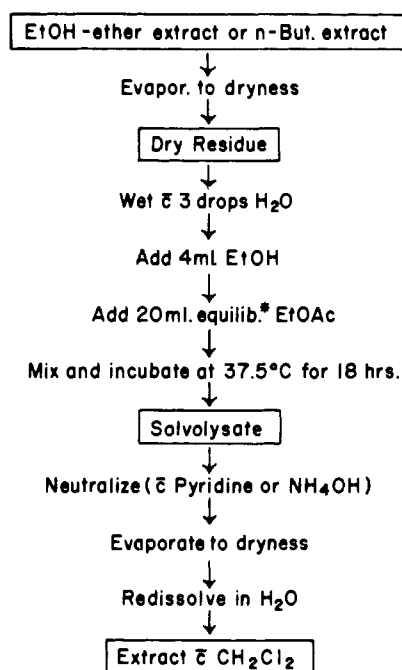 EtOH-ether extract or n-But. extract
Evapor. to dryness
Dry Residue
Wet c̄ 3 drops H₂O
Add 4ml. EtOH
Add 20ml. equilib.* EtOAc
Mix and incubate at 37.5°C for 18 hrs.
Solvolysate
Neutralize (c̄ Pyridine or NH₄OH)
Evaporate to dryness
Redissolve in H₂O
Extract c̄ CH₂Cl₂